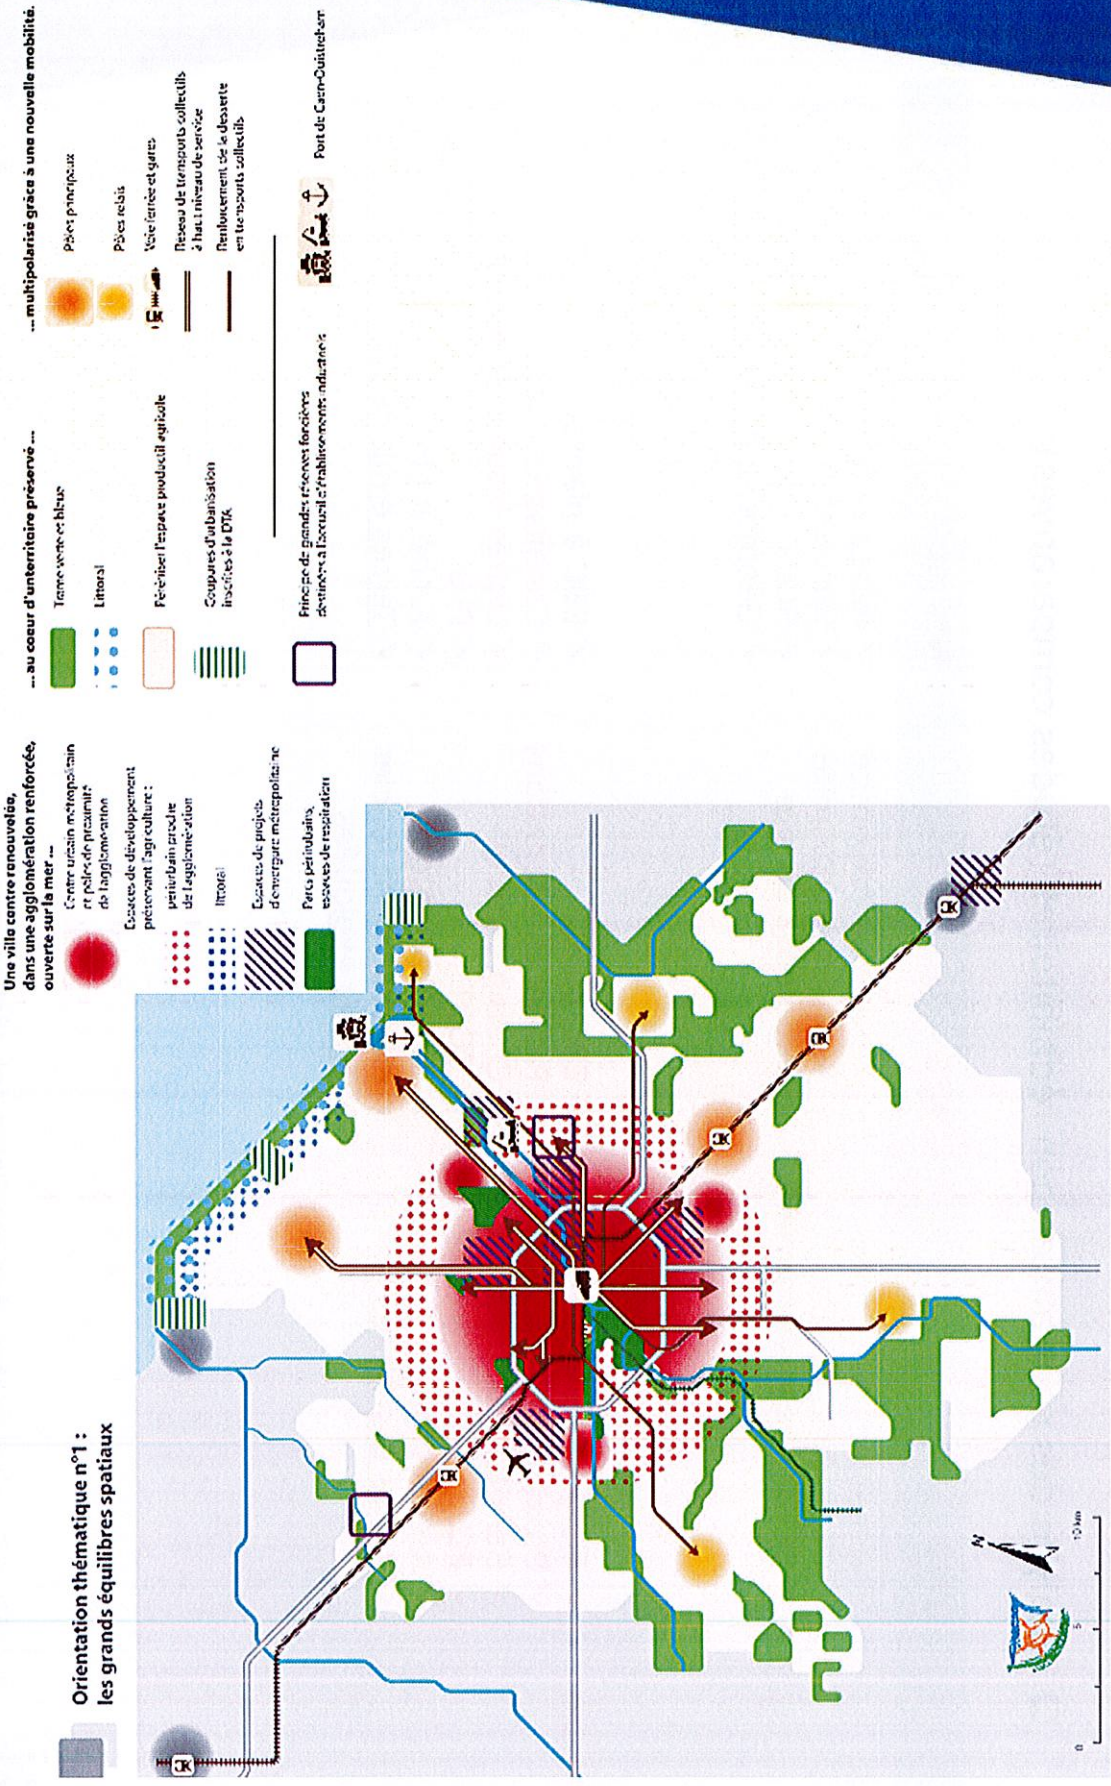 Orientation thématique n°1 :
les grands équilibres spatiaux
Une ville centre renouvelée,
dans une agglomération renforcée,
ouverte sur la mer ...
Centre urbain métropolitain
et pôles de proximité
de l'agglomération
Espaces de développement
préservant l'agriculture :
périurbain proche
de l'agglomération
littoral
Espaces de projets
d'envergure métropolitaine
Parcs périurbains,
espaces de respiration
... au coeur d'un territoire préservé ...
Trame verte et bleue
Littoral
Pérénniser l'espace productif agricole
Coupures d'urbanisation
inscrites à la DTA
Principe de grandes réserves foncières
destinées à l'accueil d'établissements industriels
... multipolarisé grâce à une nouvelle mobilité.
Pôles principaux
Pôles relais
Voie ferrée et gares
Réseau de transports collectifs
à haut niveau de service
Renforcement de la desserte
en transports collectifs
Port de Caen-Ouistreham
N
0 5 10 km